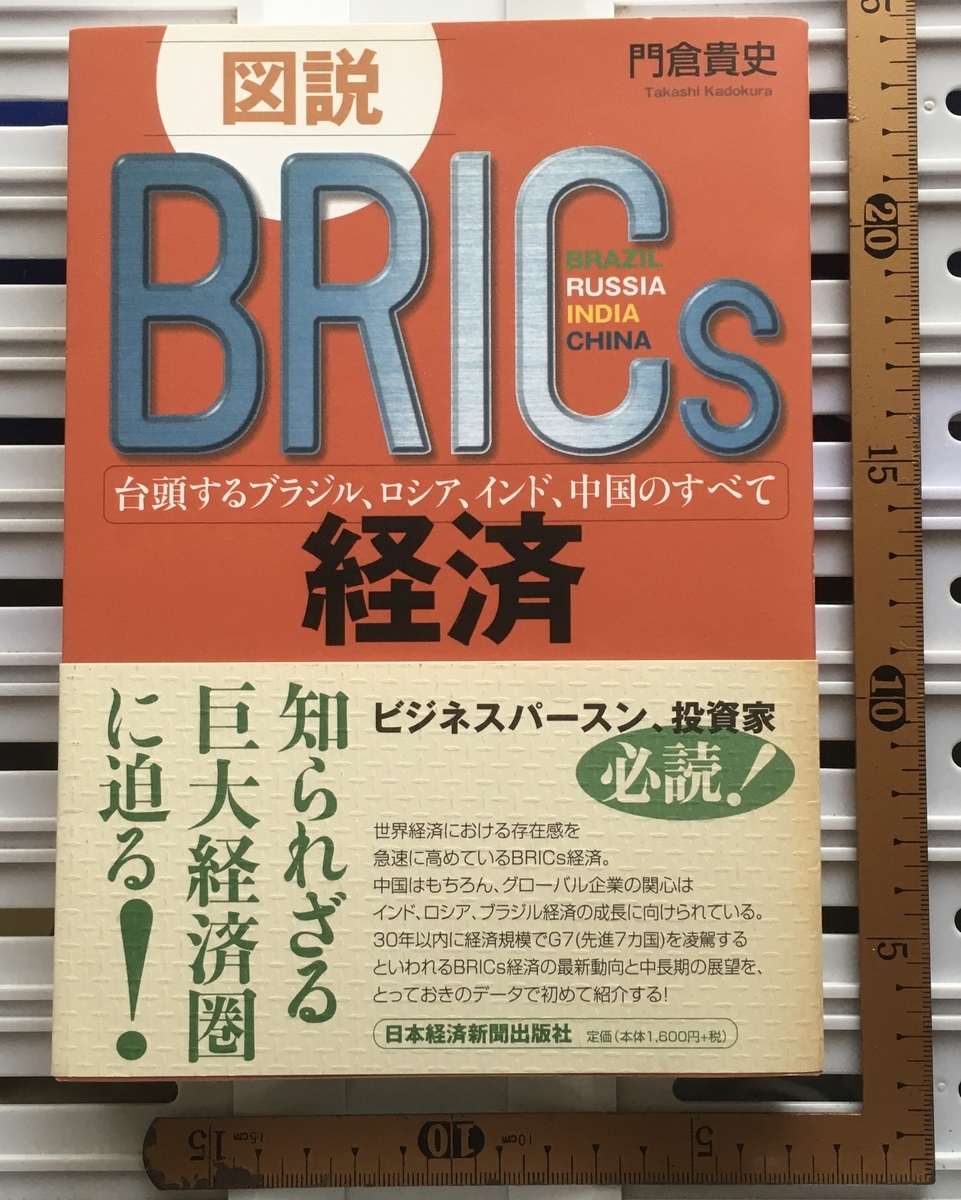 図説
門倉貴史
Takashi Kadokura
BRICs
BRAZIL
RUSSIA
INDIA
CHINA
台頭するブラジル、ロシア、インド、中国のすべて
経済
知られざる
巨大経済圏
に迫る!
ビジネスパースン、投資家
必読!
世界経済における存在感を
急速に高めているBRICs経済。
中国はもちろん、グローバル企業の関心は
インド、ロシア、ブラジル経済の成長に向けられている。
30年以内に経済規模でG7(先進7カ国)を凌駕する
といわれるBRICs経済の最新動向と中長期の展望を、
とっておきのデータで初めて紹介する!
日本経済新聞出版社 定価(本体1,600円+税)
20
15
10
5
15
15cm
10
10cm
5